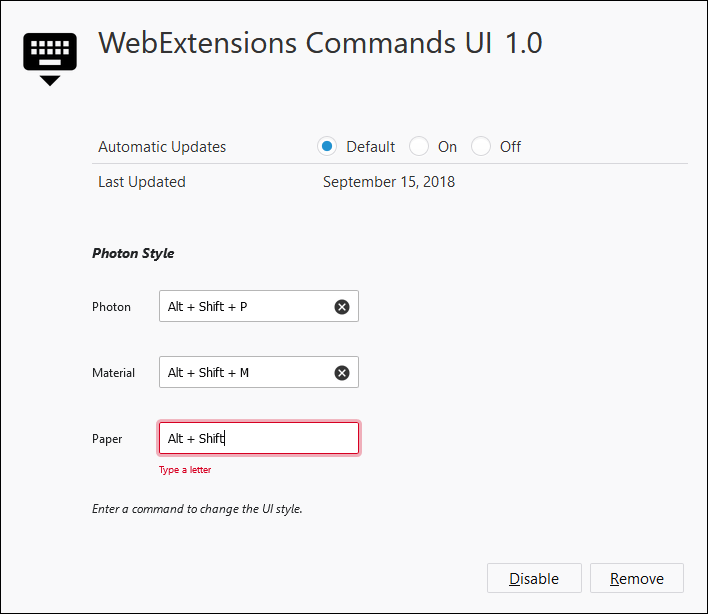 WebExtensions Commands UI 1.0
Automatic Updates Default On Off
Last Updated September 15, 2018
Photon Style
Photon Alt + Shift + P
Material Alt + Shift + M
Paper Alt + Shift
Type a letter
Enter a command to change the UI style.
Disable Remove